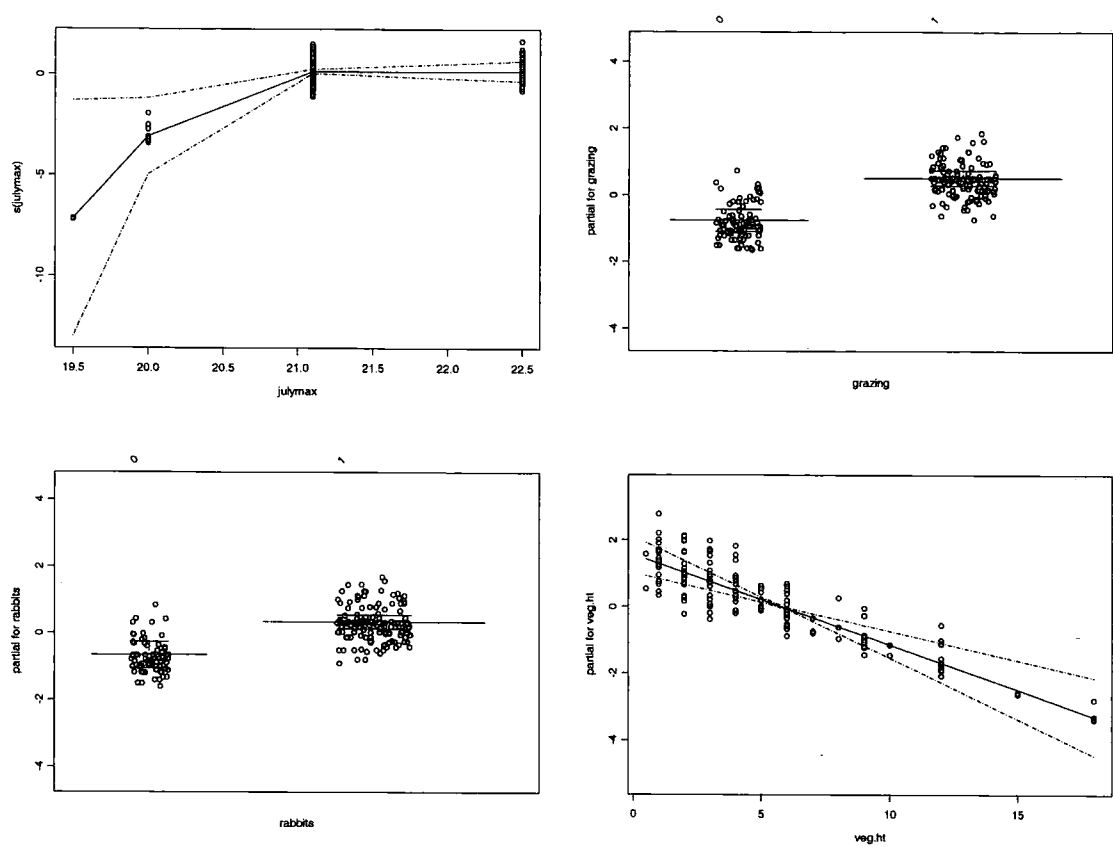 0
-5
-10
s(julymax)
19.5 20.0 20.5 21.0 21.5 22.0 22.5
julymax
0 1
4
2
0
-2
-4
partial for grazing
grazing
0 1
4
2
0
-2
-4
partial for rabbits
rabbits
2
0
-2
-4
partial for veg.ht
0 5 10 15
veg.ht